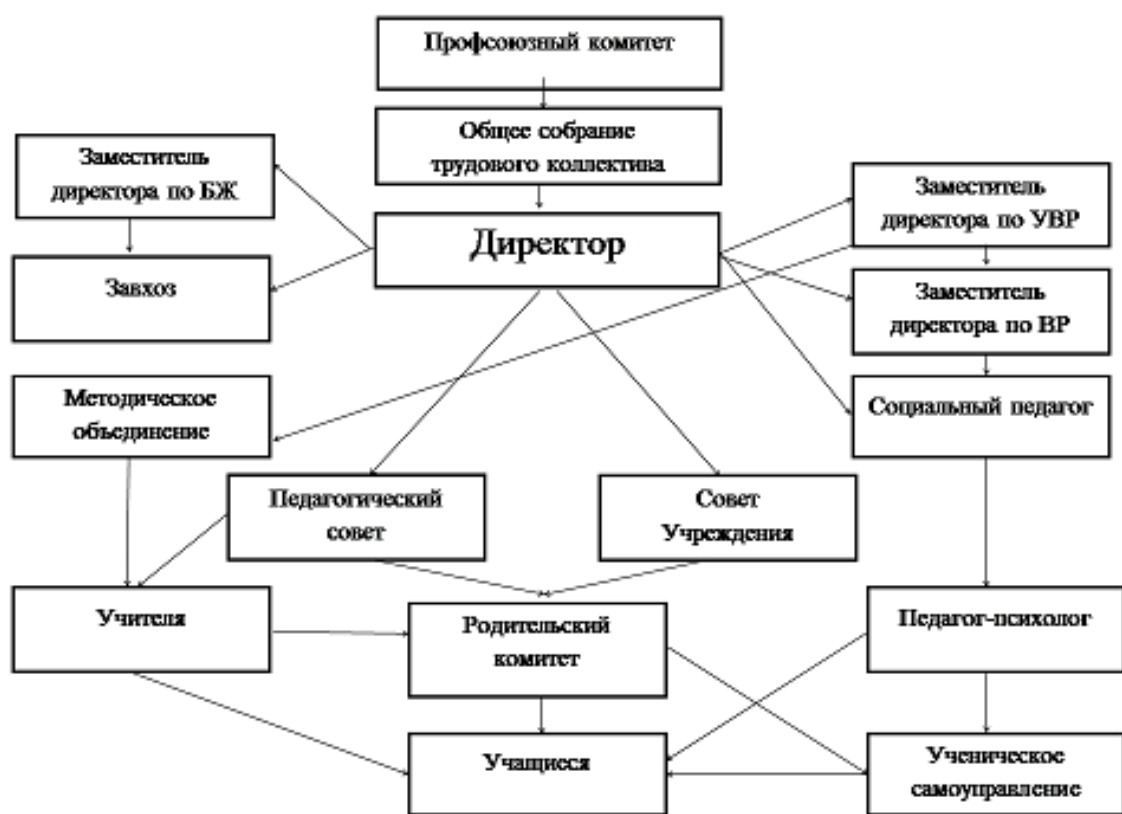 Профсоюзный комитет
Общее собрание
трудового коллектива
Заместитель
директора по БЖ
Заместитель
директора по УВР
Директор
Завхоз
Заместитель
директора по ВР
Методическое
объединение
Социальный педагог
Педагогический
совет
Совет
Учреждения
Учителя
Родительский
комитет
Педагог-психолог
Учащиеся
Ученическое
самоуправление